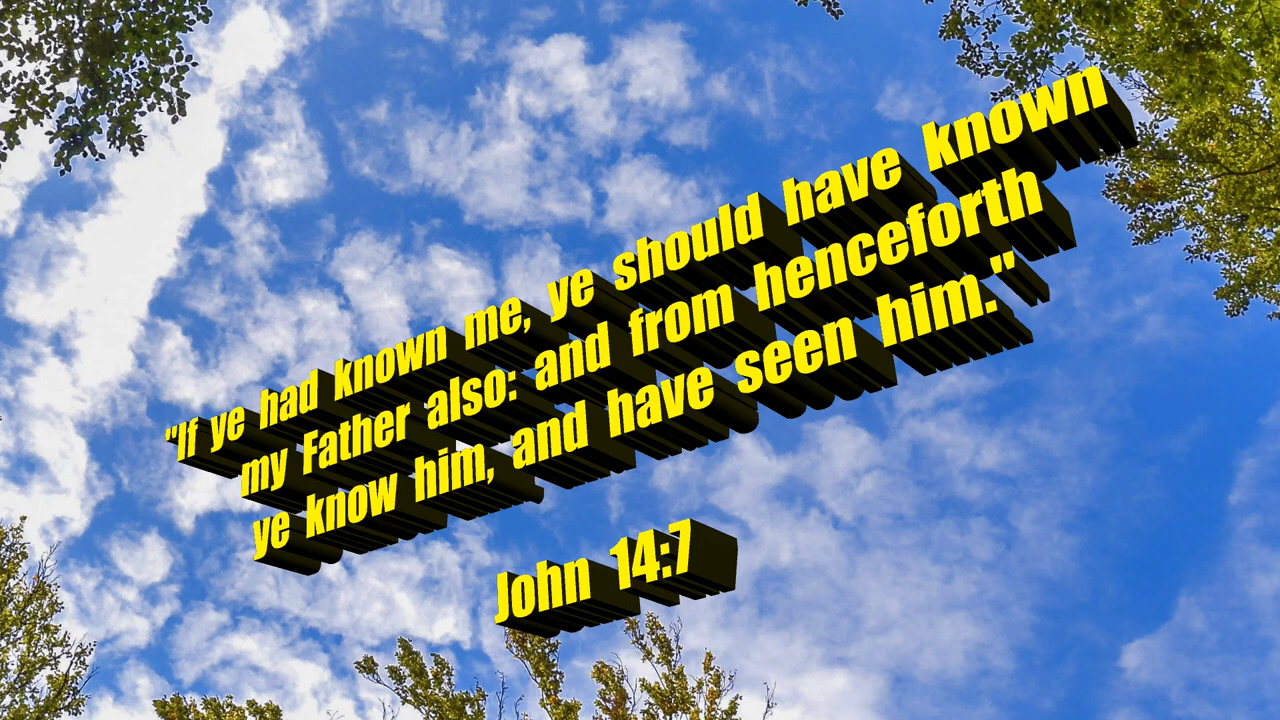 "If ye had known me, ye should have known
my Father also: and from henceforth
ye know him, and have seen him."
John 14:7